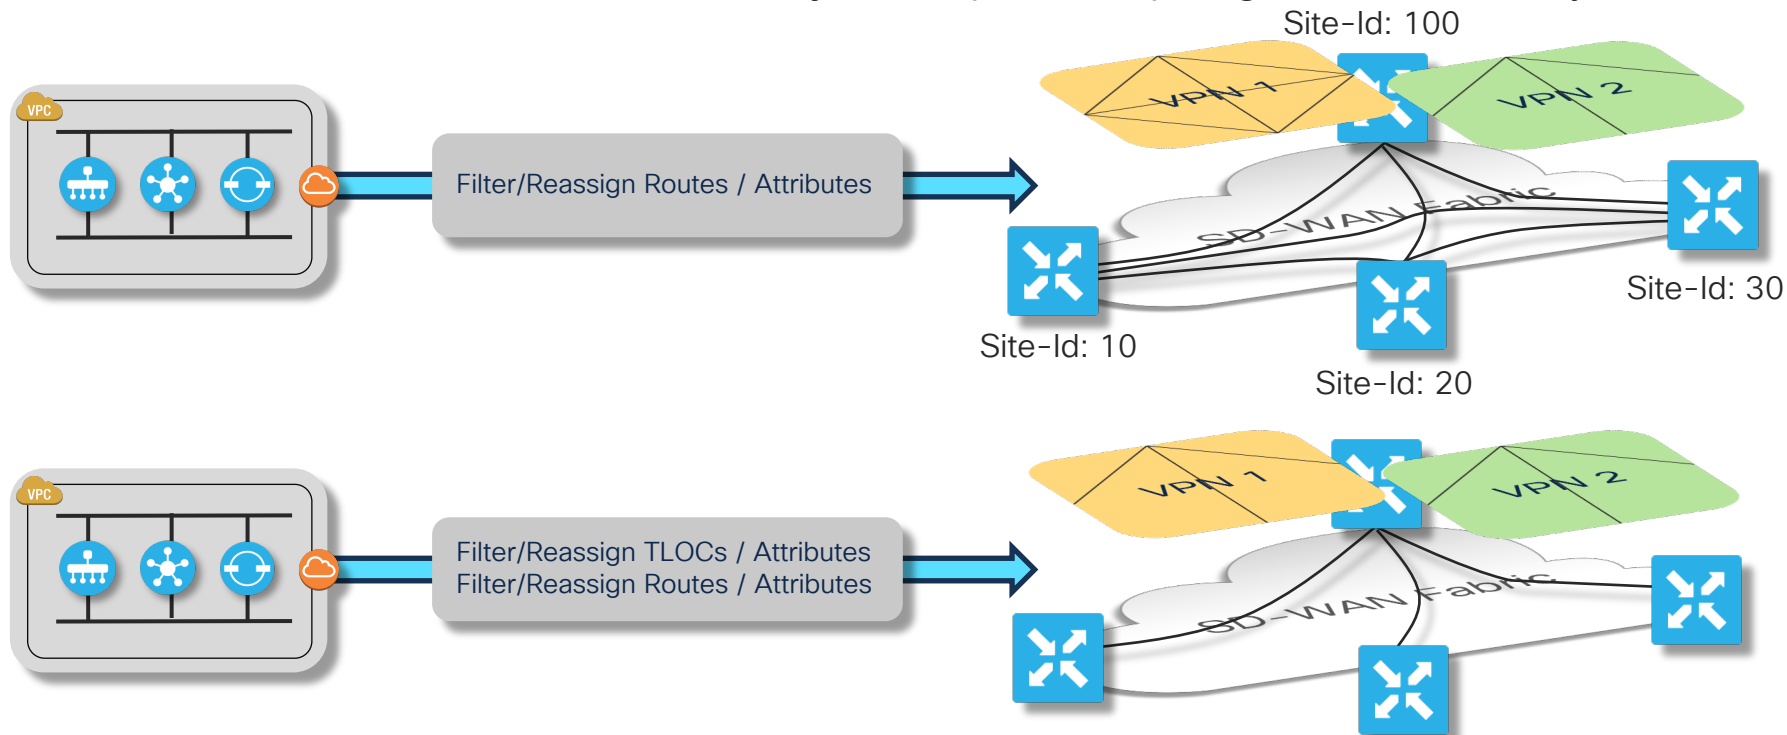 Site-Id: 100
VPC
VPN 1
VPN 2
Filter/Reassign Routes / Attributes
SD-WAN Fabric
Site-Id: 30
Site-Id: 10
Site-Id: 20
VPC
VPN 1
VPN 2
Filter/Reassign TLOCs / Attributes
Filter/Reassign Routes / Attributes
SD-WAN Fabric